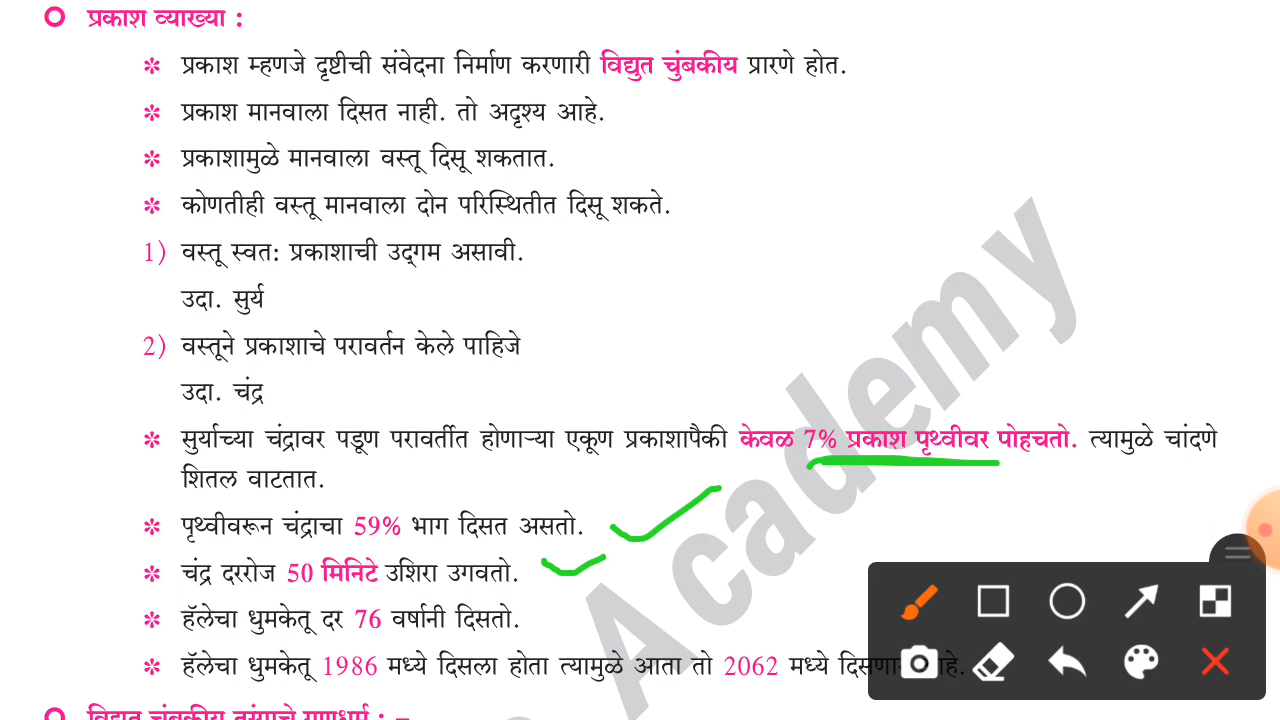 प्रकाश व्याख्या :
प्रकाश म्हणजे दृष्टीची संवेदना निर्माण करणारी विद्युत चुंबकीय प्रारणे होत.
प्रकाश मानवाला दिसत नाही. तो अदृश्य आहे.
प्रकाशामुळे मानवाला वस्तू दिसू शकतात.
कोणतीही वस्तू मानवाला दोन परिस्थितीत दिसू शकते.
1) वस्तू स्वत: प्रकाशाची उद्‌गम असावी.
उदा. सुर्य
2) वस्तूने प्रकाशाचे परावर्तन केले पाहिजे
उदा. चंद्र
सुर्याच्या चंद्रावर पडूण परावर्तीत होणाऱ्या एकूण प्रकाशापैकी केवळ 7% प्रकाश पृथ्वीवर पोहचतो. त्यामुळे चांदणे
शितल वाटतात.
पृथ्वीवरून चंद्राचा 59% भाग दिसत असतो.
चंद्र दररोज 50 मिनिटे उशिरा उगवतो.
हॅलेचा धुमकेतू दर 76 वर्षानी दिसतो.
हॅलेचा धुमकेतू 1986 मध्ये दिसला होता त्यामुळे आता तो 2062 मध्ये
Academy